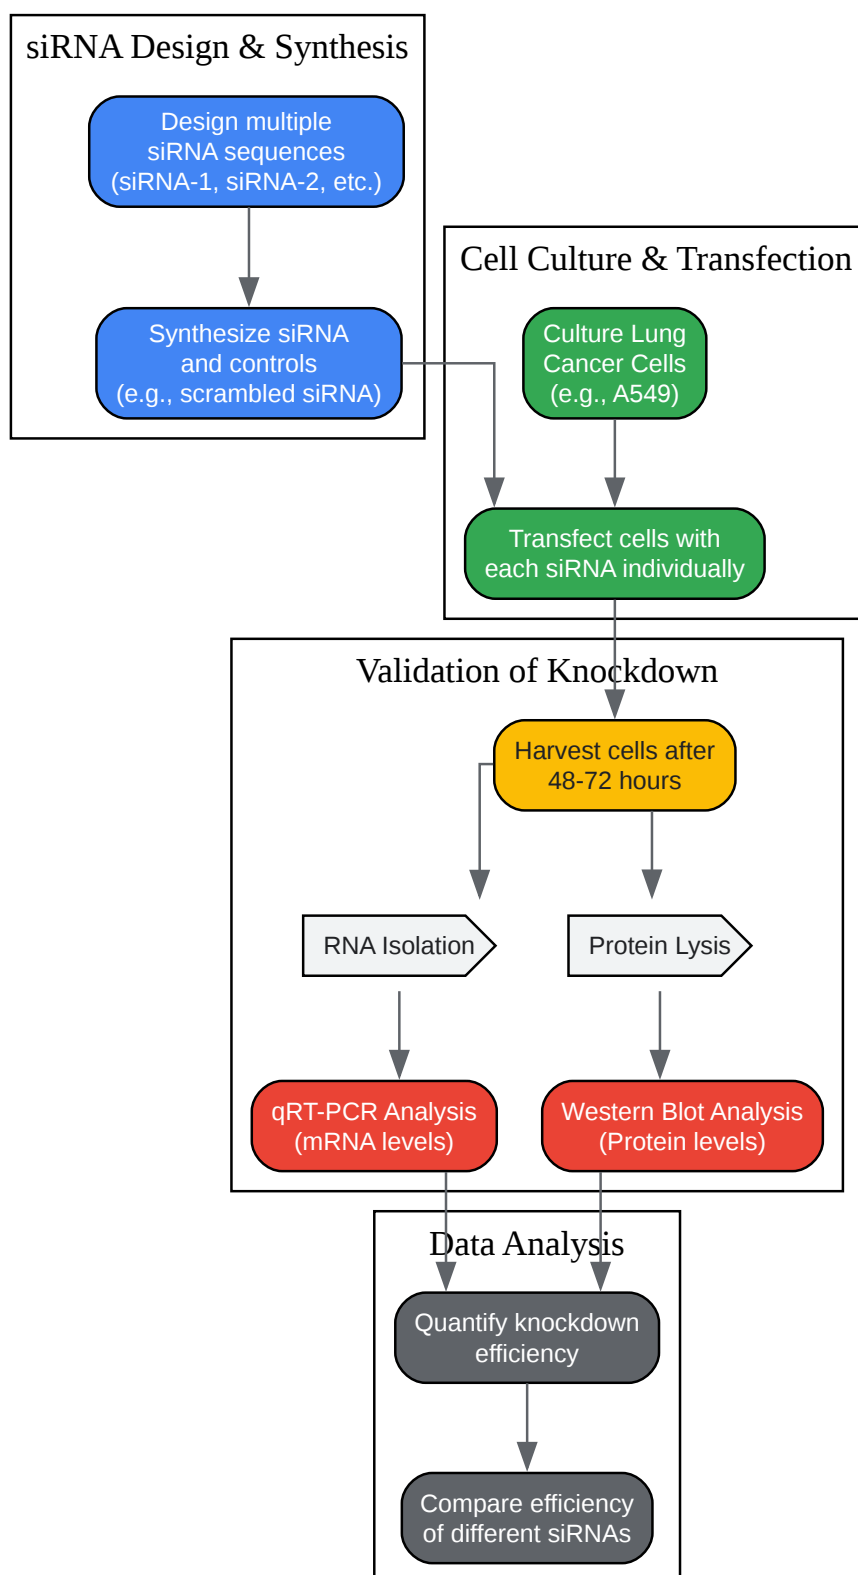 siRNA Design & Synthesis
Design multiple
siRNA sequences
(siRNA-1, siRNA-2, etc.)
Synthesize siRNA
and controls
(e.g., scrambled siRNA)
Cell Culture & Transfection
Culture Lung
Cancer Cells
(e.g., A549)
Transfect cells with
each siRNA individually
Validation of Knockdown
Harvest cells after
48-72 hours
RNA Isolation
Protein Lysis
qRT-PCR Analysis
(mRNA levels)
Western Blot Analysis
(Protein levels)
Data Analysis
Quantify knockdown
efficiency
Compare efficiency
of different siRNAs